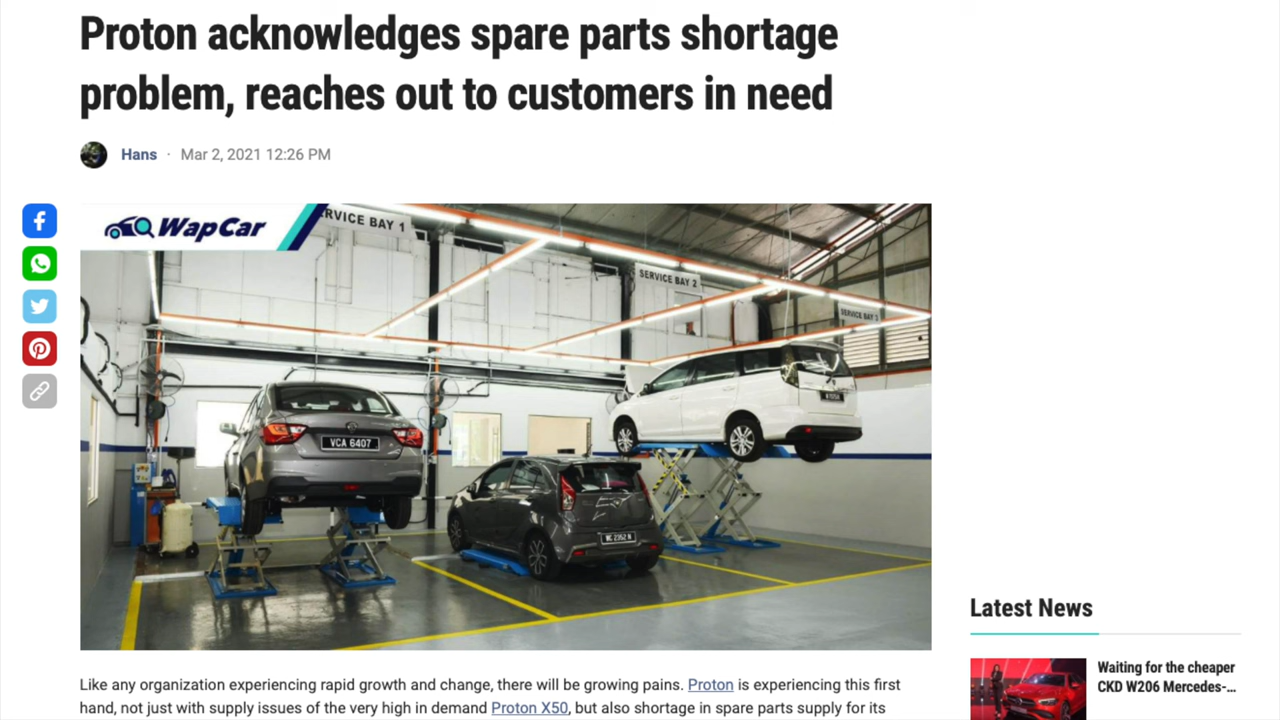 Proton acknowledges spare parts shortage
problem, reaches out to customers in need
Hans · Mar 2, 2021 12:26 PM
WapCar
RVICE BAY 1
SERVICE BAY 2
SERVICE BAY 3
VCA 6407
WC 2352 N
Like any organization experiencing rapid growth and change, there will be growing pains. Proton is experiencing this first
hand, not just with supply issues of the very high in demand Proton X50, but also shortage in spare parts supply for its
Latest News
Waiting for the cheaper
CKD W206 Mercedes-...